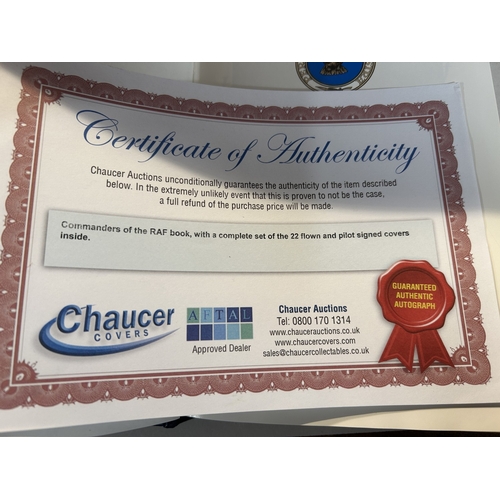 Certificate of Authenticity
Chaucer Auctions unconditionally guarantees the authenticity of the item described
below. In the extremely unlikely event that this is proven to not be the case,
a full refund of the purchase price will be made.
Commanders of the RAF book, with a complete set of the 22 flown and pilot signed covers
inside.
Chaucer
COVERS
AFTAL
Approved Dealer
Chaucer Auctions
Tel: 0800 170 1314
www.chaucerauctions.co.uk
www.chaucercovers.com
sales@chaucercollectables.co.uk
GUARANTEED
AUTHENTIC
AUTOGRAPH